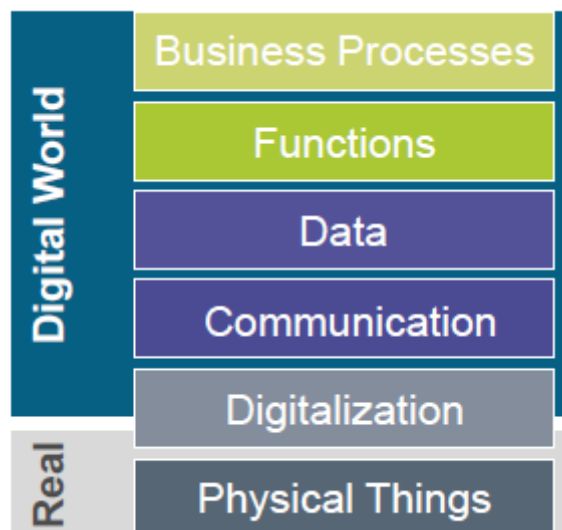 Digital World
Business Processes
Functions
Data
Communication
Digitalization
Real
Physical Things